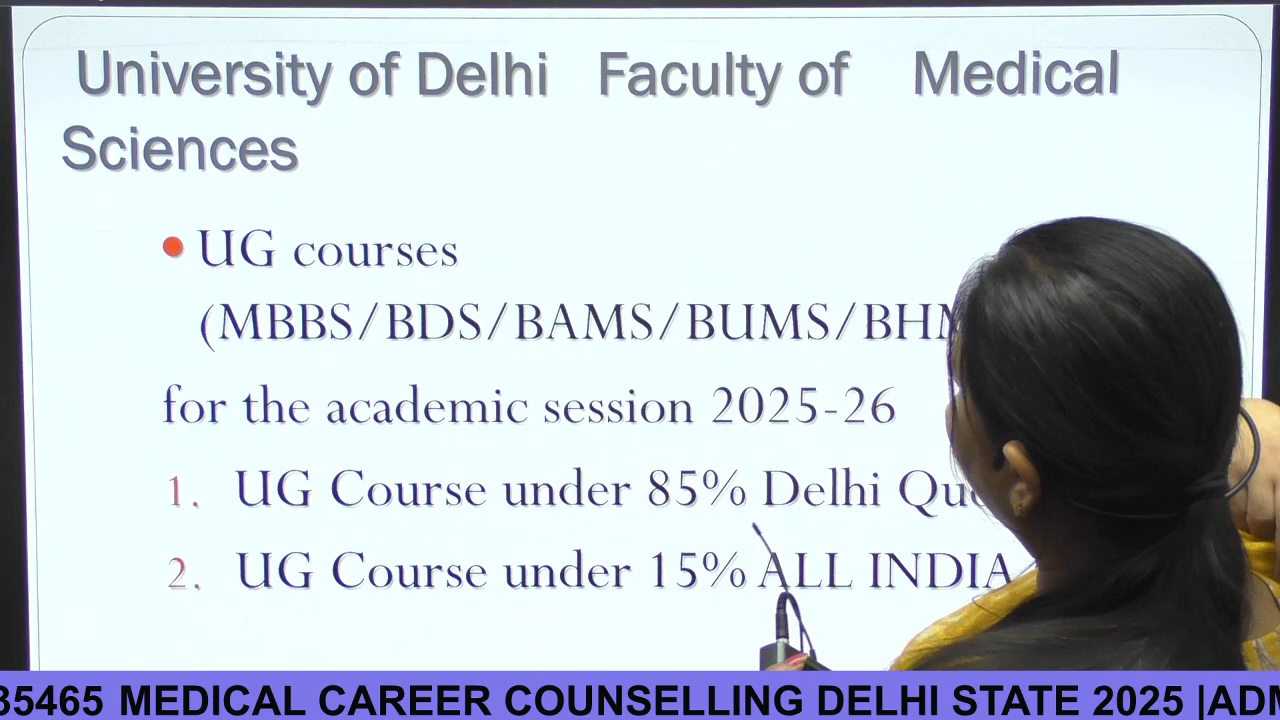 University of Delhi Faculty of Medical
Sciences
UG courses
(MBBS/BDS/BAMS/BUMS/
for the academic session 2025-26
1. UG Course under 85% Delhi
2. UG Course under 15% ALL INDIA
35465 MEDICAL CAREER COUNSELLING DELHI STATE 2025 |